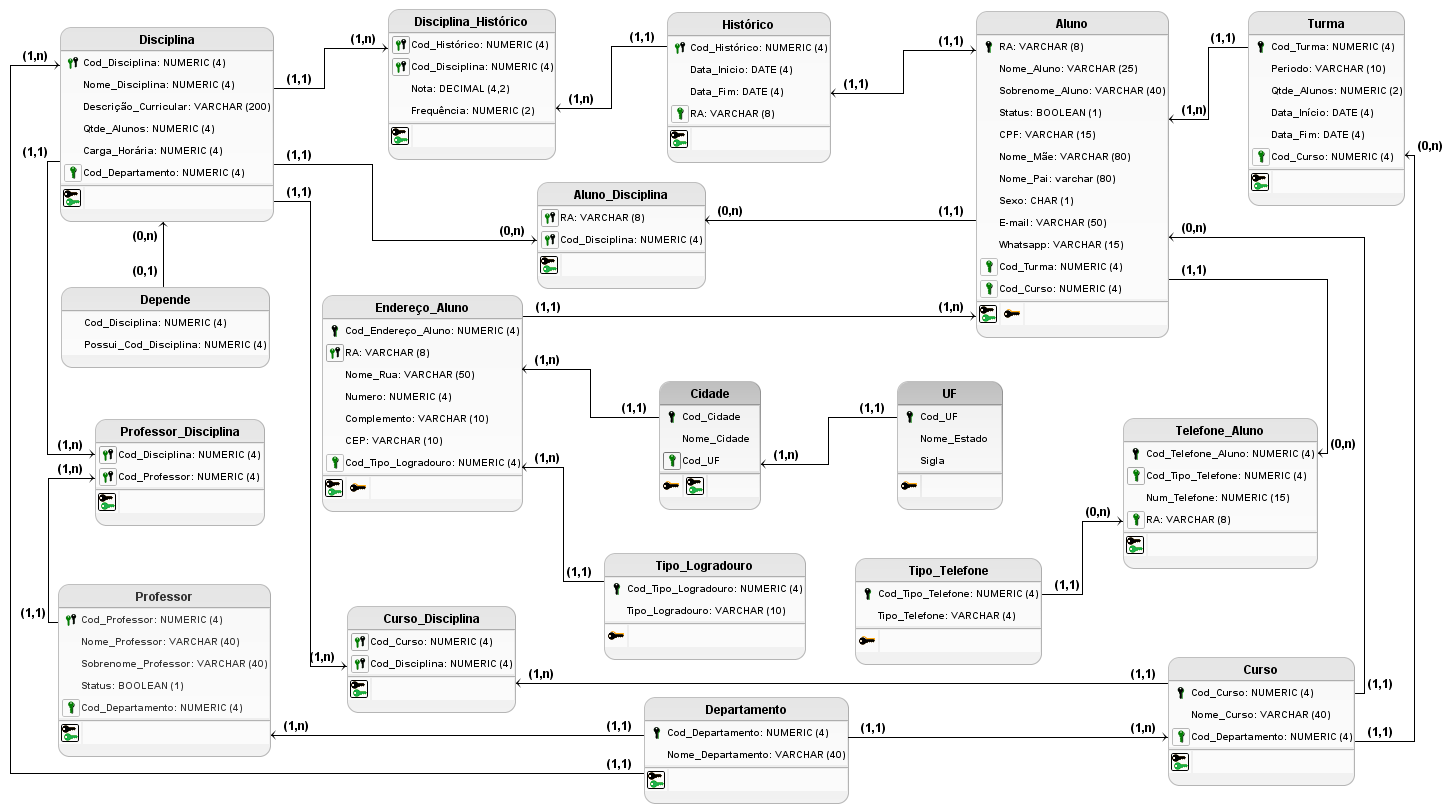 Disciplina
Cod_Disciplina: NUMERIC (4)
Nome_Disciplina: NUMERIC (4)
Descrição_Curricular: VARCHAR (200)
Qtde_Alunos: NUMERIC (4)
Carga_Horária: NUMERIC (4)
Cod_Departamento: NUMERIC (4)
(1,n)
(1,1)
(1,1)
(1,n)
(1,1)
(1,1)
Disciplina_Histórico
Cod_Histórico: NUMERIC (4)
Cod_Disciplina: NUMERIC (4)
Nota: DECIMAL (4,2)
Frequência: NUMERIC (2)
(1,n)
(1,1)
Histórico
Cod_Histórico: NUMERIC (4)
Data_Inicio: DATE (4)
Data_Fim: DATE (4)
RA: VARCHAR (8)
(1,1)
(1,1)
Aluno
RA: VARCHAR (8)
Nome_Aluno: VARCHAR (25)
Sobrenome_Aluno: VARCHAR (40)
Status: BOOLEAN (1)
CPF: VARCHAR (15)
Nome_Mãe: VARCHAR (80)
Nome_Pai: varchar (80)
Sexo: CHAR (1)
E-mail: VARCHAR (50)
Whatsapp: VARCHAR (15)
Cod_Turma: NUMERIC (4)
Cod_Curso: NUMERIC (4)
(1,1)
(1,n)
Turma
Cod_Turma: NUMERIC (4)
Periodo: VARCHAR (10)
Qtde_Alunos: NUMERIC (2)
Data_Início: DATE (4)
Data_Fim: DATE (4)
Cod_Curso: NUMERIC (4)
(0,n)
(0,n)
(1,1)
Aluno_Disciplina
RA: VARCHAR (8)
Cod_Disciplina: NUMERIC (4)
(0,n)
(0,n)
(1,1)
(0,n)
(0,1)
Depende
Cod_Disciplina: NUMERIC (4)
Possui_Cod_Disciplina: NUMERIC (4)
Endereço_Aluno
Cod_Endereço_Aluno: NUMERIC (4)
RA: VARCHAR (8)
Nome_Rua: VARCHAR (50)
Numero: NUMERIC (4)
Complemento: VARCHAR (10)
CEP: VARCHAR (10)
Cod_Tipo_Logradouro: NUMERIC (4)
(1,1)
(1,n)
(1,n)
(1,1)
(1,n)
(1,1)
Cidade
Cod_Cidade
Nome_Cidade
Cod_UF
(1,1)
(1,n)
UF
Cod_UF
Nome_Estado
Sigla
Telefone_Aluno
Cod_Telefone_Aluno: NUMERIC (4)
Cod_Tipo_Telefone: NUMERIC (4)
Num_Telefone: NUMERIC (15)
RA: VARCHAR (8)
(0,n)
(0,n)
(1,1)
Professor_Disciplina
Cod_Disciplina: NUMERIC (4)
Cod_Professor: NUMERIC (4)
(1,n)
(1,n)
(1,1)
Professor
Cod_Professor: NUMERIC (4)
Nome_Professor: VARCHAR (40)
Sobrenome_Professor: VARCHAR (40)
Status: BOOLEAN (1)
Cod_Departamento: NUMERIC (4)
Tipo_Logradouro
Cod_Tipo_Logradouro: NUMERIC (4)
Tipo_Logradouro: VARCHAR (10)
Tipo_Telefone
Cod_Tipo_Telefone: NUMERIC (4)
Tipo_Telefone: VARCHAR (4)
Curso_Disciplina
Cod_Curso: NUMERIC (4)
Cod_Disciplina: NUMERIC (4)
(1,n)
(1,n)
(1,1)
Curso
Cod_Curso: NUMERIC (4)
Nome_Curso: VARCHAR (40)
Cod_Departamento: NUMERIC (4)
(1,1)
(1,1)
Departamento
Cod_Departamento: NUMERIC (4)
Nome_Departamento: VARCHAR (40)
(1,n)
(1,1)
(1,1)
(1,n)
(1,1)